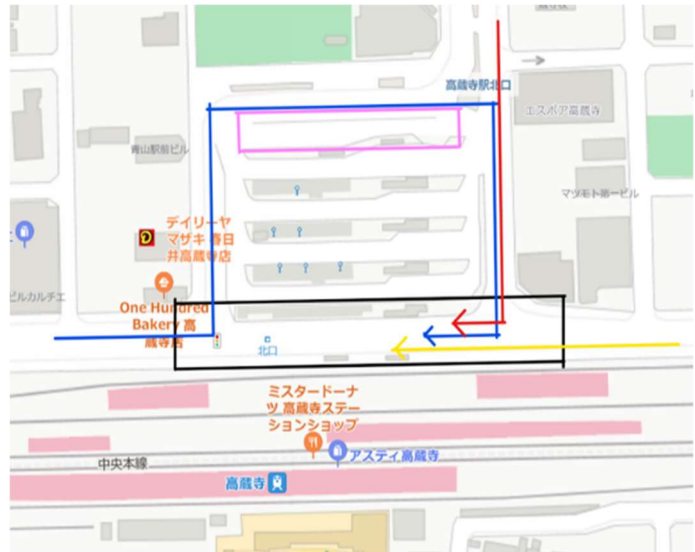 高蔵寺駅北口
エスポア高蔵寺
青山駅前ビル
マツモト第一ビル
デイリーヤ
マザキ 春日
井高蔵寺店
ビルカルチエ
One Hundred
Bakery 高
蔵寺店
北口
ミスタードーナ
ツ 高蔵寺ステー
ションショップ
アスティ高蔵寺
中央本線
高蔵寺